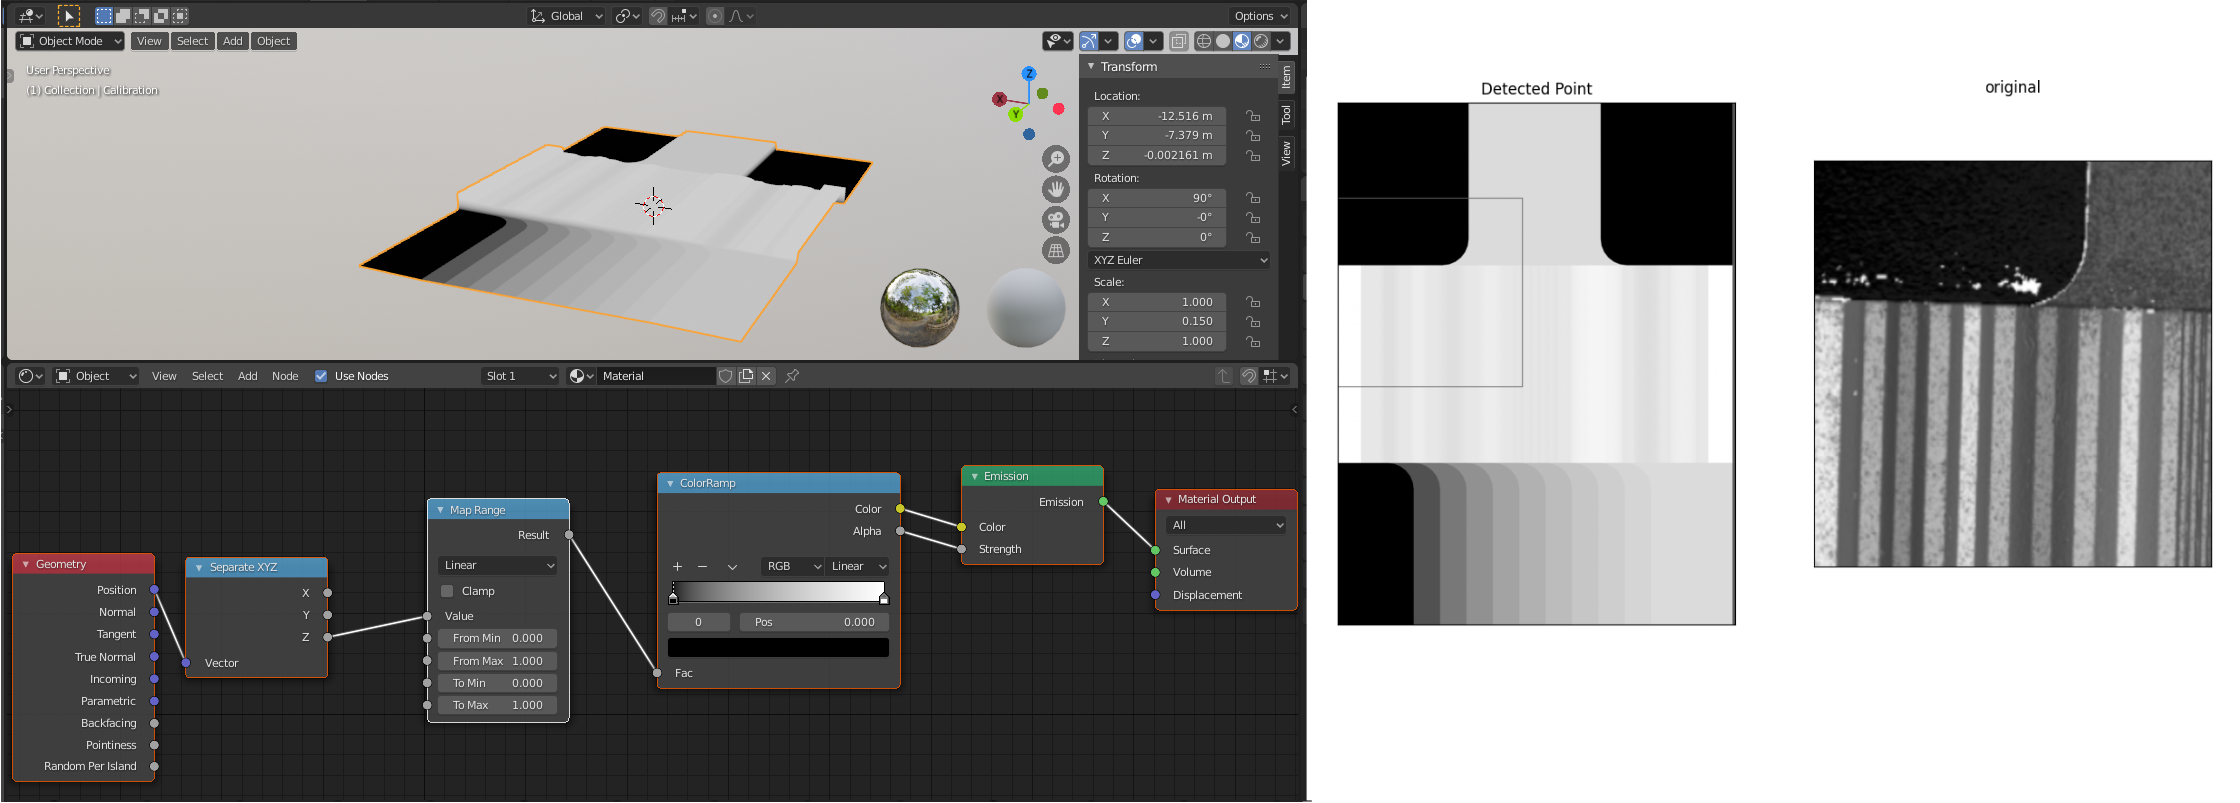 Global
Options
Object Mode
View
Select
Add
Object
User Perspective
(1) Collection | Calibration
Z
X
Y
Transform
Location:
X -12.516 m
Y -7.379 m
Z -0.002161 m
Rotation:
X 90°
Y -0°
Z 0°
XYZ Euler
Scale:
X 1.000
Y 0.150
Z 1.000
Item
Tool
View
Object
View
Select
Add
Node
Use Nodes
Slot 1
Material
Geometry
Position
Normal
Tangent
True Normal
Incoming
Parametric
Backfacing
Pointiness
Random Per Island
Separate XYZ
X
Y
Z
Vector
Map Range
Result
Linear
Clamp
Value
From Min 0.000
From Max 1.000
To Min 0.000
To Max 1.000
ColorRamp
Color
Alpha
RGB
Linear
0
Pos 0.000
Fac
Emission
Emission
Color
Strength
Material Output
All
Surface
Volume
Displacement
Detected Point
original